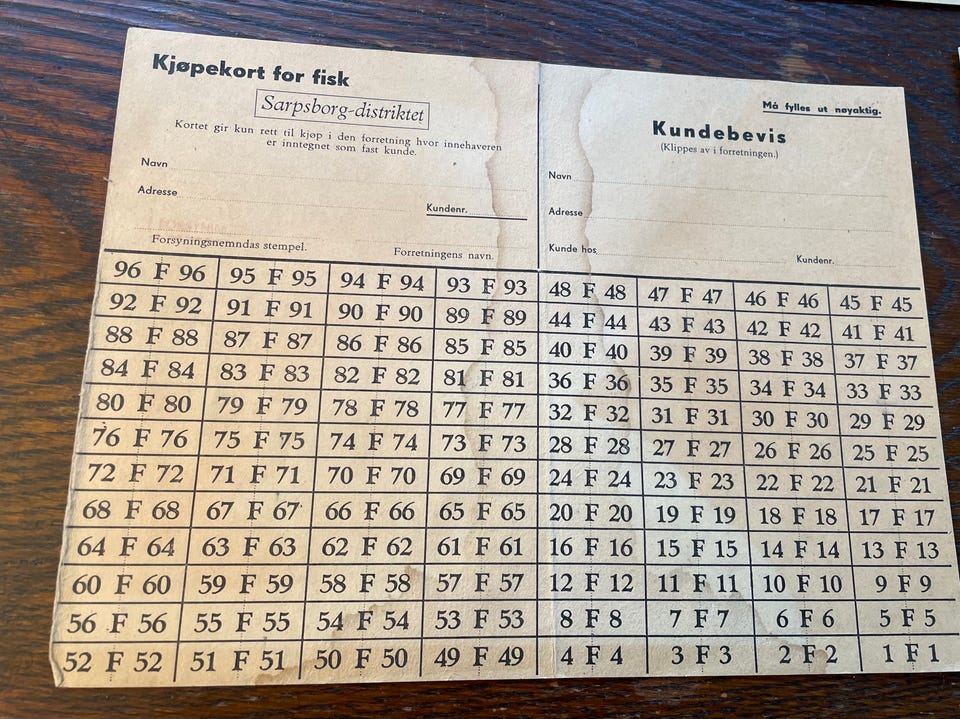 Kjøpekort for fisk
Sarpsborg-distriktet
Kortet gir kun rett til kjøp i den forretning hvor innehaveren
er inntegnet som fast kunde.
Navn
Adresse
Kundenr.
Forsyningsnemndas stempel.
Forretningens navn.
Må fylles ut nøyaktig.
Kundebevis
(Klippes av i forretningen.)
Navn
Adresse
Kunde hos
Kundenr.
96 F 96 95 F 95 94 F 94 93 F 93 48 F 48 47 F 47 46 F 46 45 F 45
92 F 92 91 F 91 90 F 90 89 F 89 44 F 44 43 F 43 42 F 42 41 F 41
88 F 88 87 F 87 86 F 86 85 F 85 40 F 40 39 F 39 38 F 38 37 F 37
84 F 84 83 F 83 82 F 82 81 F 81 36 F 36 35 F 35 34 F 34 33 F 33
80 F 80 79 F 79 78 F 78 77 F 77 32 F 32 31 F 31 30 F 30 29 F 29
76 F 76 75 F 75 74 F 74 73 F 73 28 F 28 27 F 27 26 F 26 25 F 25
72 F 72 71 F 71 70 F 70 69 F 69 24 F 24 23 F 23 22 F 22 21 F 21
68 F 68 67 F 67 66 F 66 65 F 65 20 F 20 19 F 19 18 F 18 17 F 17
64 F 64 63 F 63 62 F 62 61 F 61 16 F 16 15 F 15 14 F 14 13 F 13
60 F 60 59 F 59 58 F 58 57 F 57 12 F 12 11 F 11 10 F 10 9 F 9
56 F 56 55 F 55 54 F 54 53 F 53 8 F 8 7 F 7 6 F 6 5 F 5
52 F 52 51 F 51 50 F 50 49 F 49 4 F 4 3 F 3 2 F 2 1 F 1